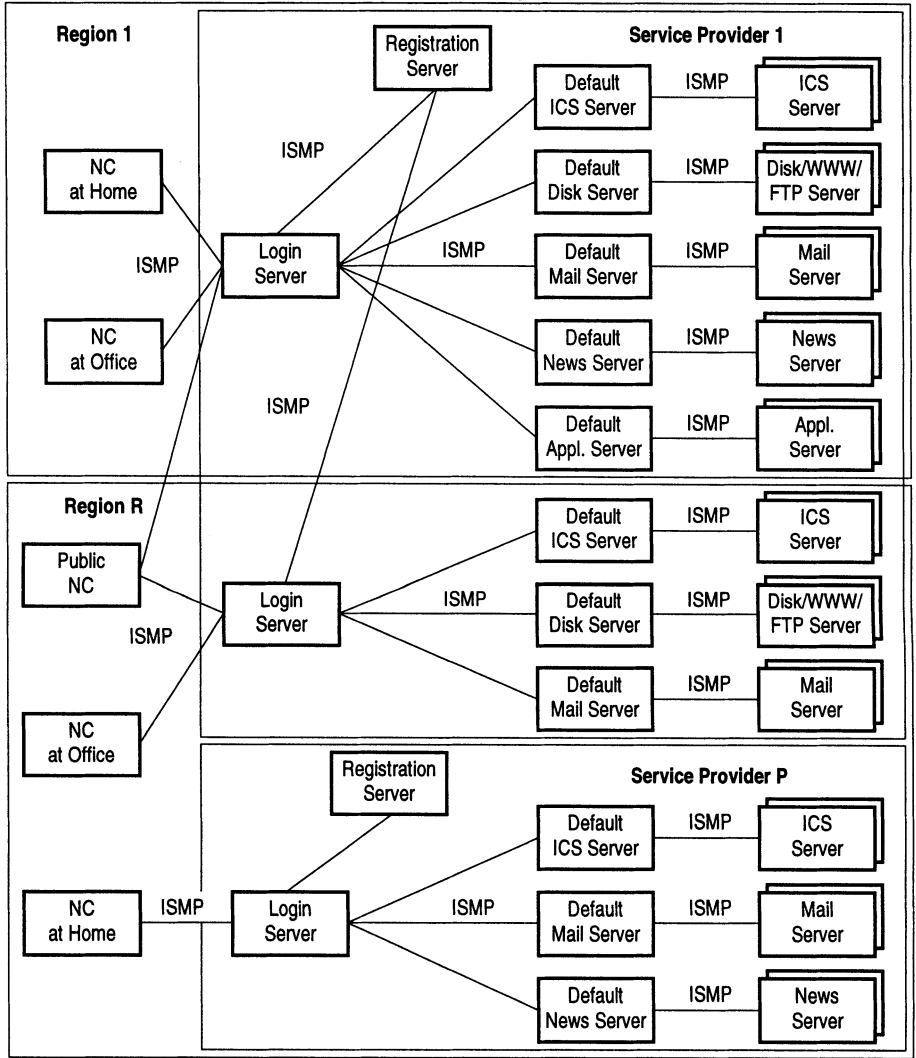 Region 1
Registration
Server
Service Provider 1
Default
ICS Server
ISMP
ICS
Server
ISMP
NC
at Home
Default
Disk Server
ISMP
Disk/WWW/
FTP Server
ISMP
Login
Server
ISMP
Default
Mail Server
ISMP
Mail
Server
NC
at Office
Default
News Server
ISMP
News
Server
ISMP
Default
Appl. Server
ISMP
Appl.
Server
Region R
Default
ICS Server
ISMP
ICS
Server
Public
NC
ISMP
Login
Server
ISMP
Default
Disk Server
ISMP
Disk/WWW/
FTP Server
NC
at Office
Default
Mail Server
ISMP
Mail
Server
Registration
Server
Service Provider P
Default
ICS Server
ISMP
ICS
Server
NC
at Home
ISMP
Login
Server
ISMP
Default
Mail Server
ISMP
Mail
Server
Default
News Server
ISMP
News
Server